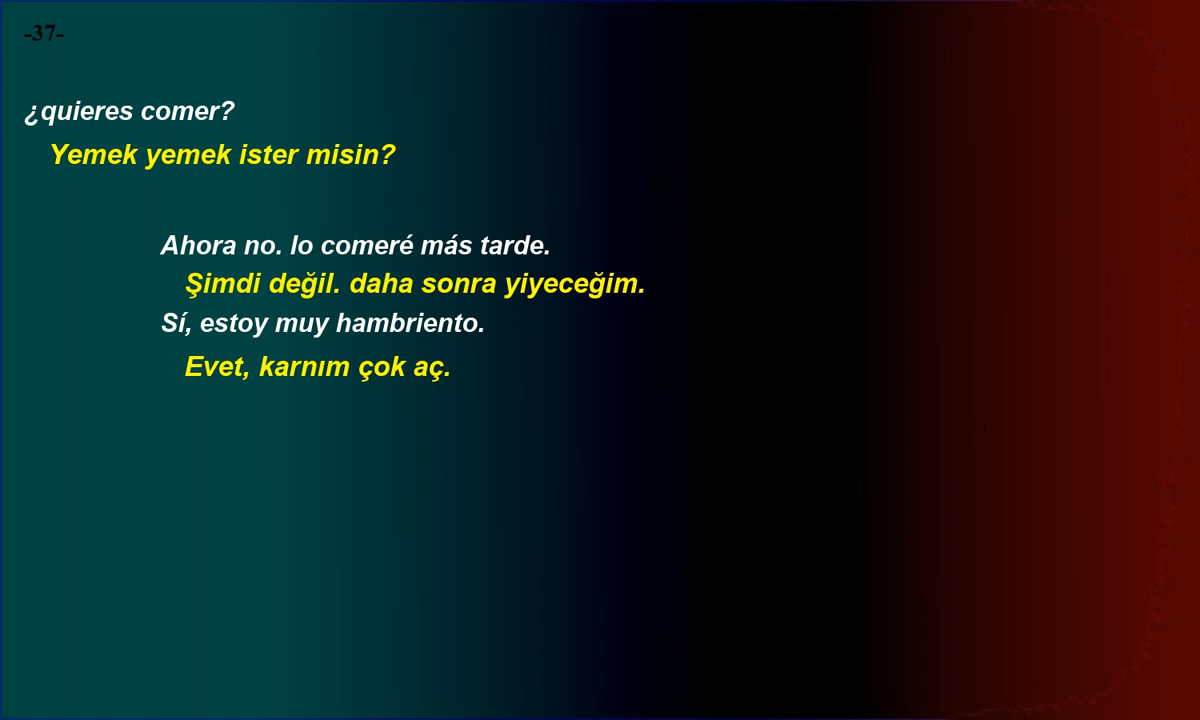 -37-
¿quieres comer?
Yemek yemek ister misin?
Ahora no. lo comeré más tarde.
Şimdi değil. daha sonra yiyeceğim.
Sí, estoy muy hambriento.
Evet, karnım çok aç.